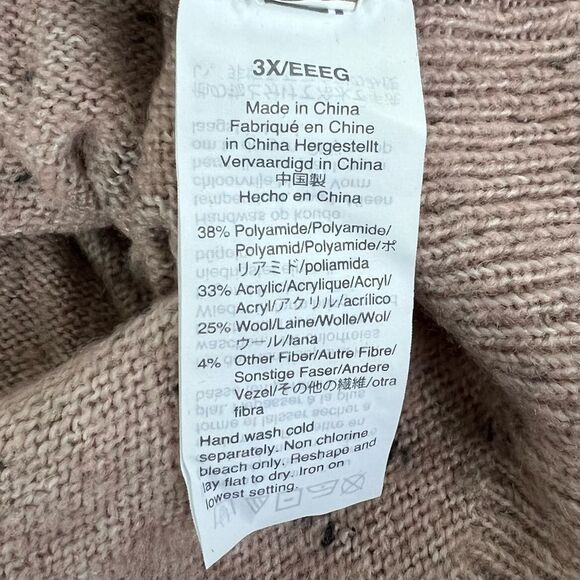 3X/EEEG
Made in China
Fabriqué en Chine
in China Hergestellt
Vervaardigd in China
中国製
Hecho en China
38% Polyamide/Polyamide/
Polyamid/Polyamide/ポ
リアミド/poliamida
33% Acrylic/Acrylique/Acryl/
Acryl/アクリル/acrílico
25% Wool/Laine/Wolle/Wol/
ウール/lana
4% Other Fiber/Autre Fibre/
Sonstige Faser/Andere
Vezel/その他の繊維/otra
fibra
Hand wash cold
separately. Non chlorine
bleach only. Reshape and
lay flat to dry. Iron on
lowest setting.